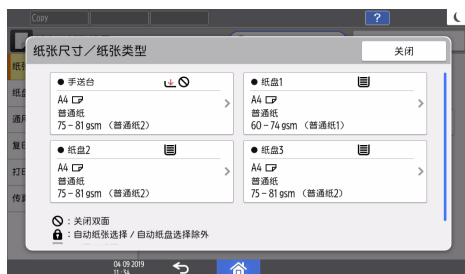 Copy
?
纸张尺寸／纸张类型
关闭
● 手送台
A4
普通纸
75－81 gsm （普通纸2）
● 纸盘1
A4
普通纸
60－74 gsm （普通纸1）
● 纸盘2
A4
普通纸
75－81 gsm （普通纸2）
● 纸盘3
A4
普通纸
75－81 gsm （普通纸2）
：关闭双面
：自动纸张选择 / 自动纸盘选择除外
04 09 2019
11:34